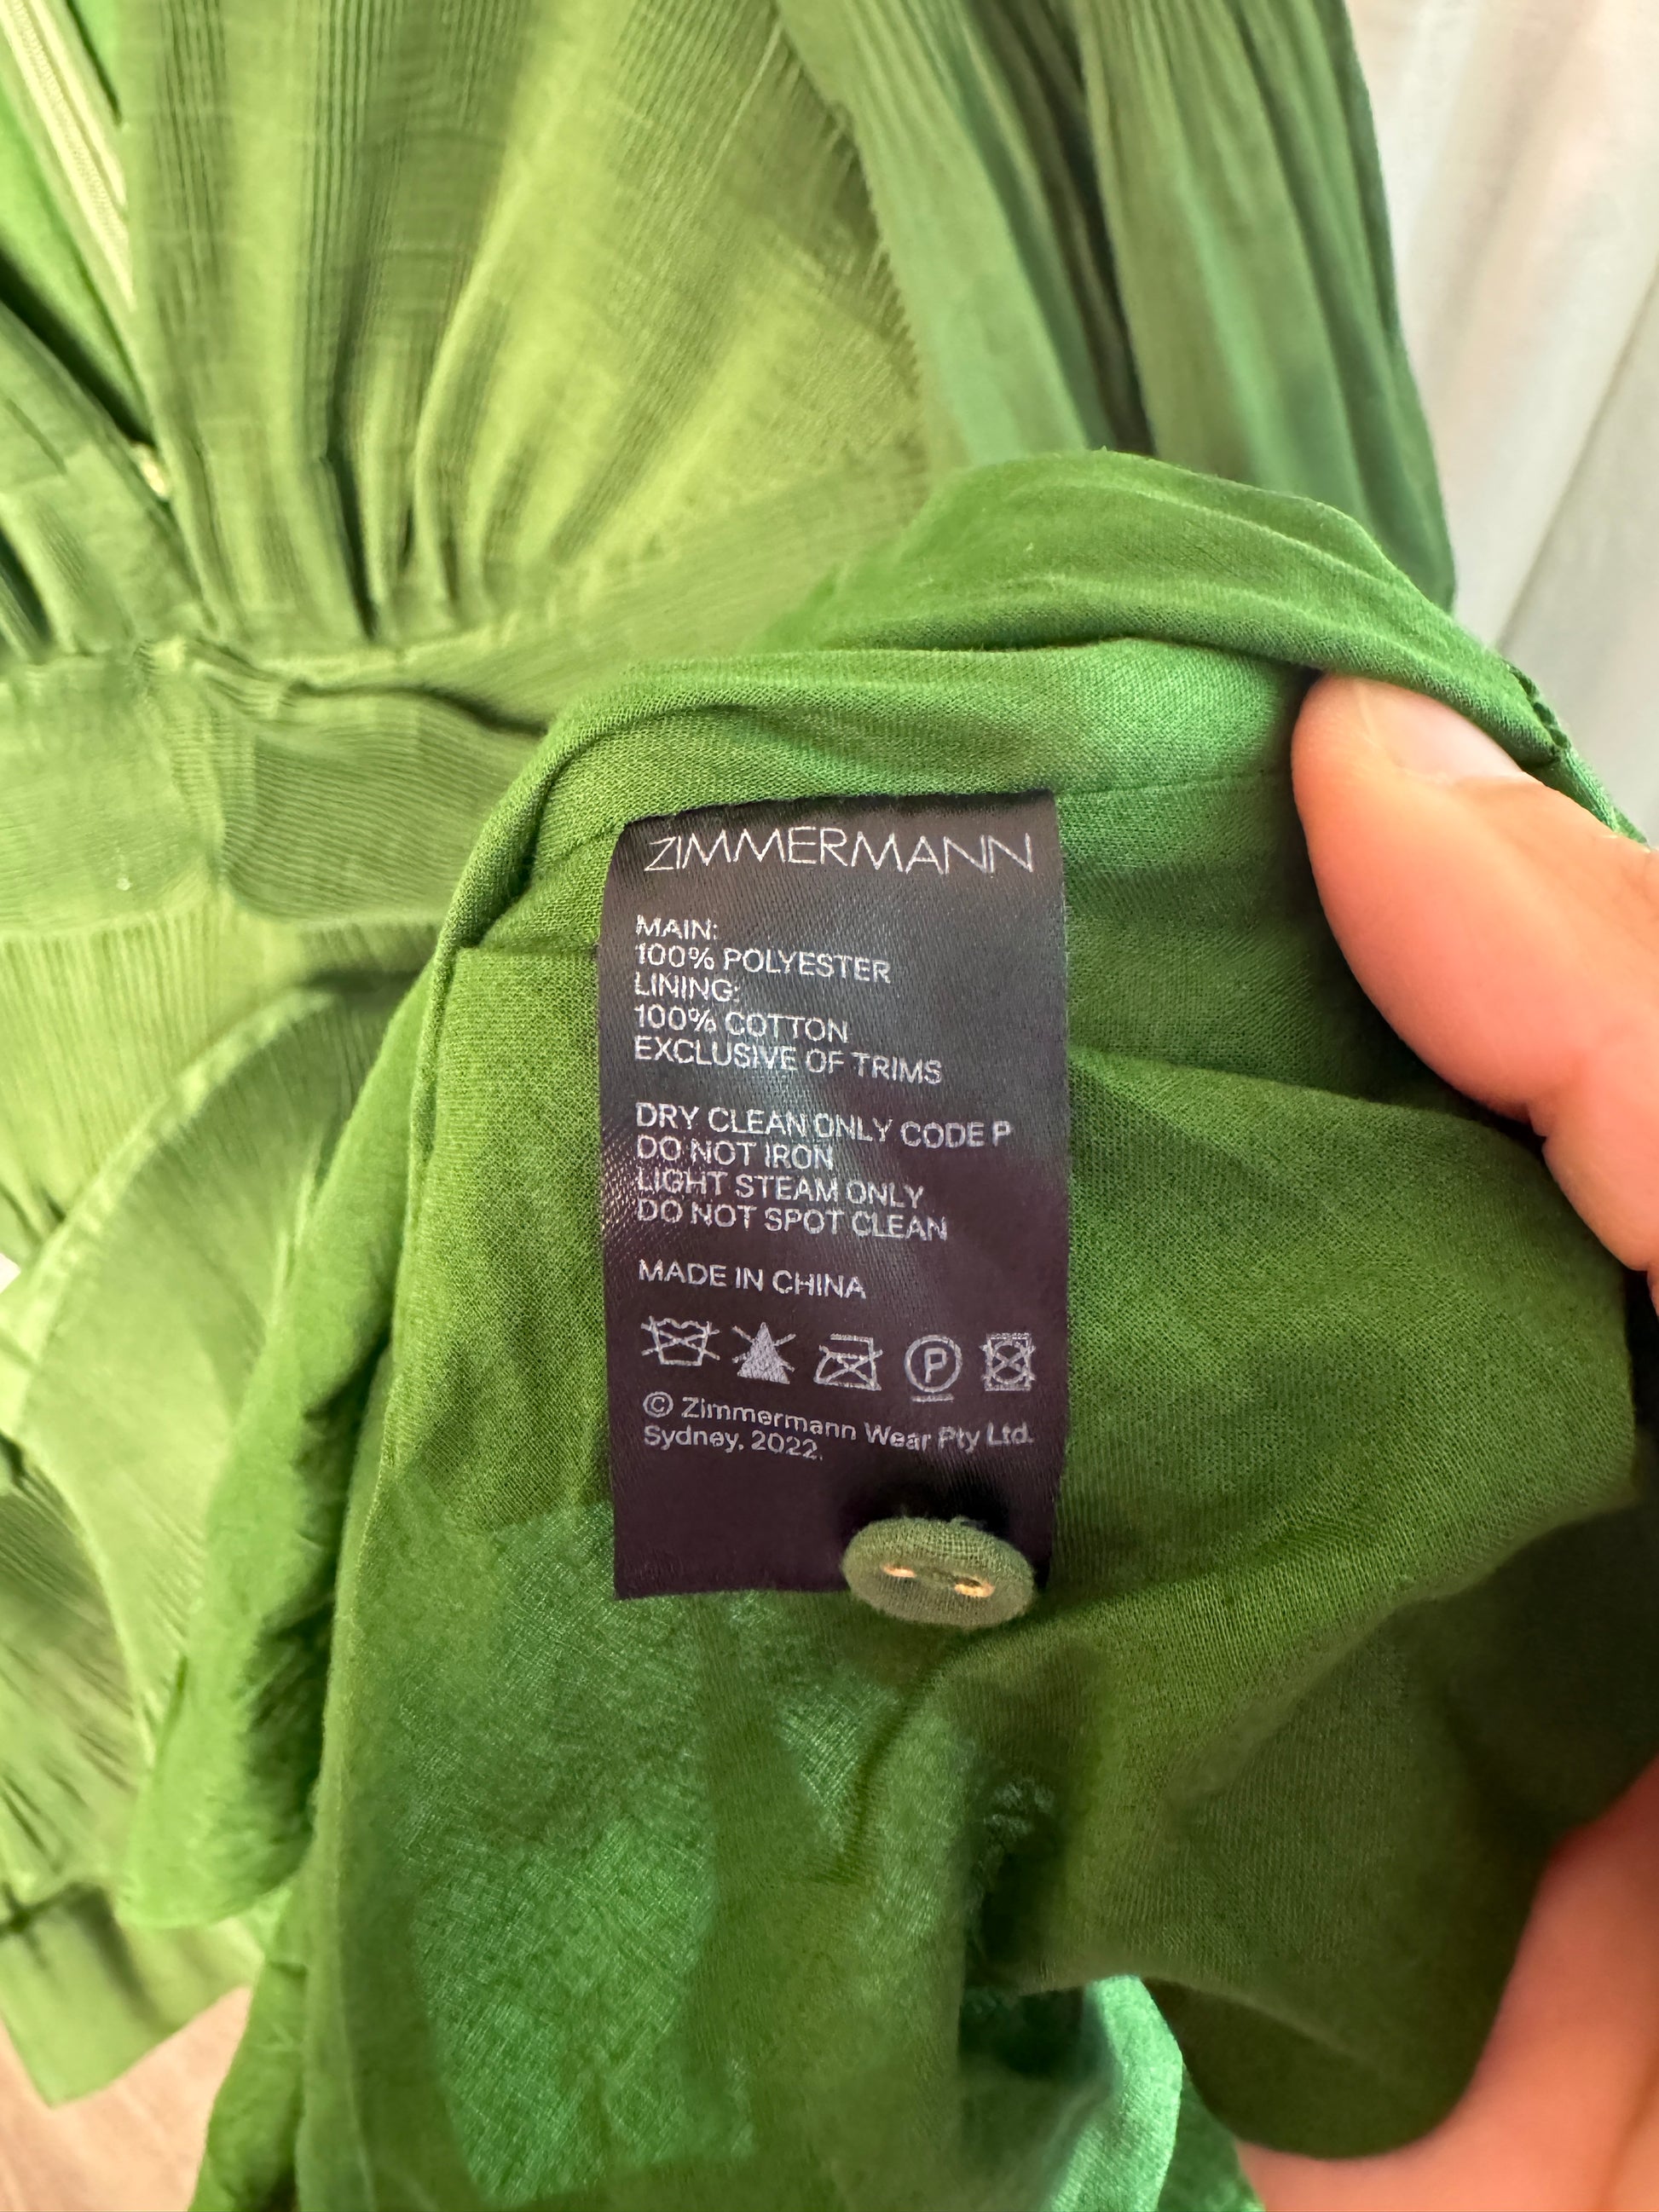 ZIMMERMANN
MAIN:
100% POLYESTER
LINING:
100% COTTON
EXCLUSIVE OF TRIMS
DRY CLEAN ONLY CODE P
DO NOT IRON
LIGHT STEAM ONLY
DO NOT SPOT CLEAN
MADE IN CHINA
P
© Zimmermann Wear Pty Ltd.
Sydney, 2022.